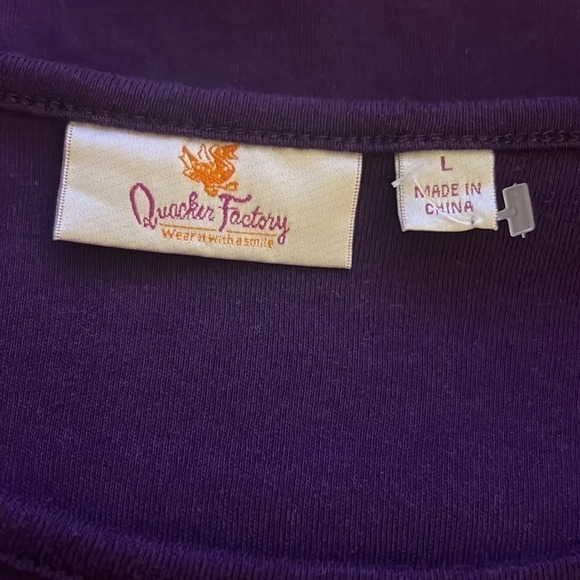 Quacker Factory
Wear it with a smile
L
MADE IN
CHINA